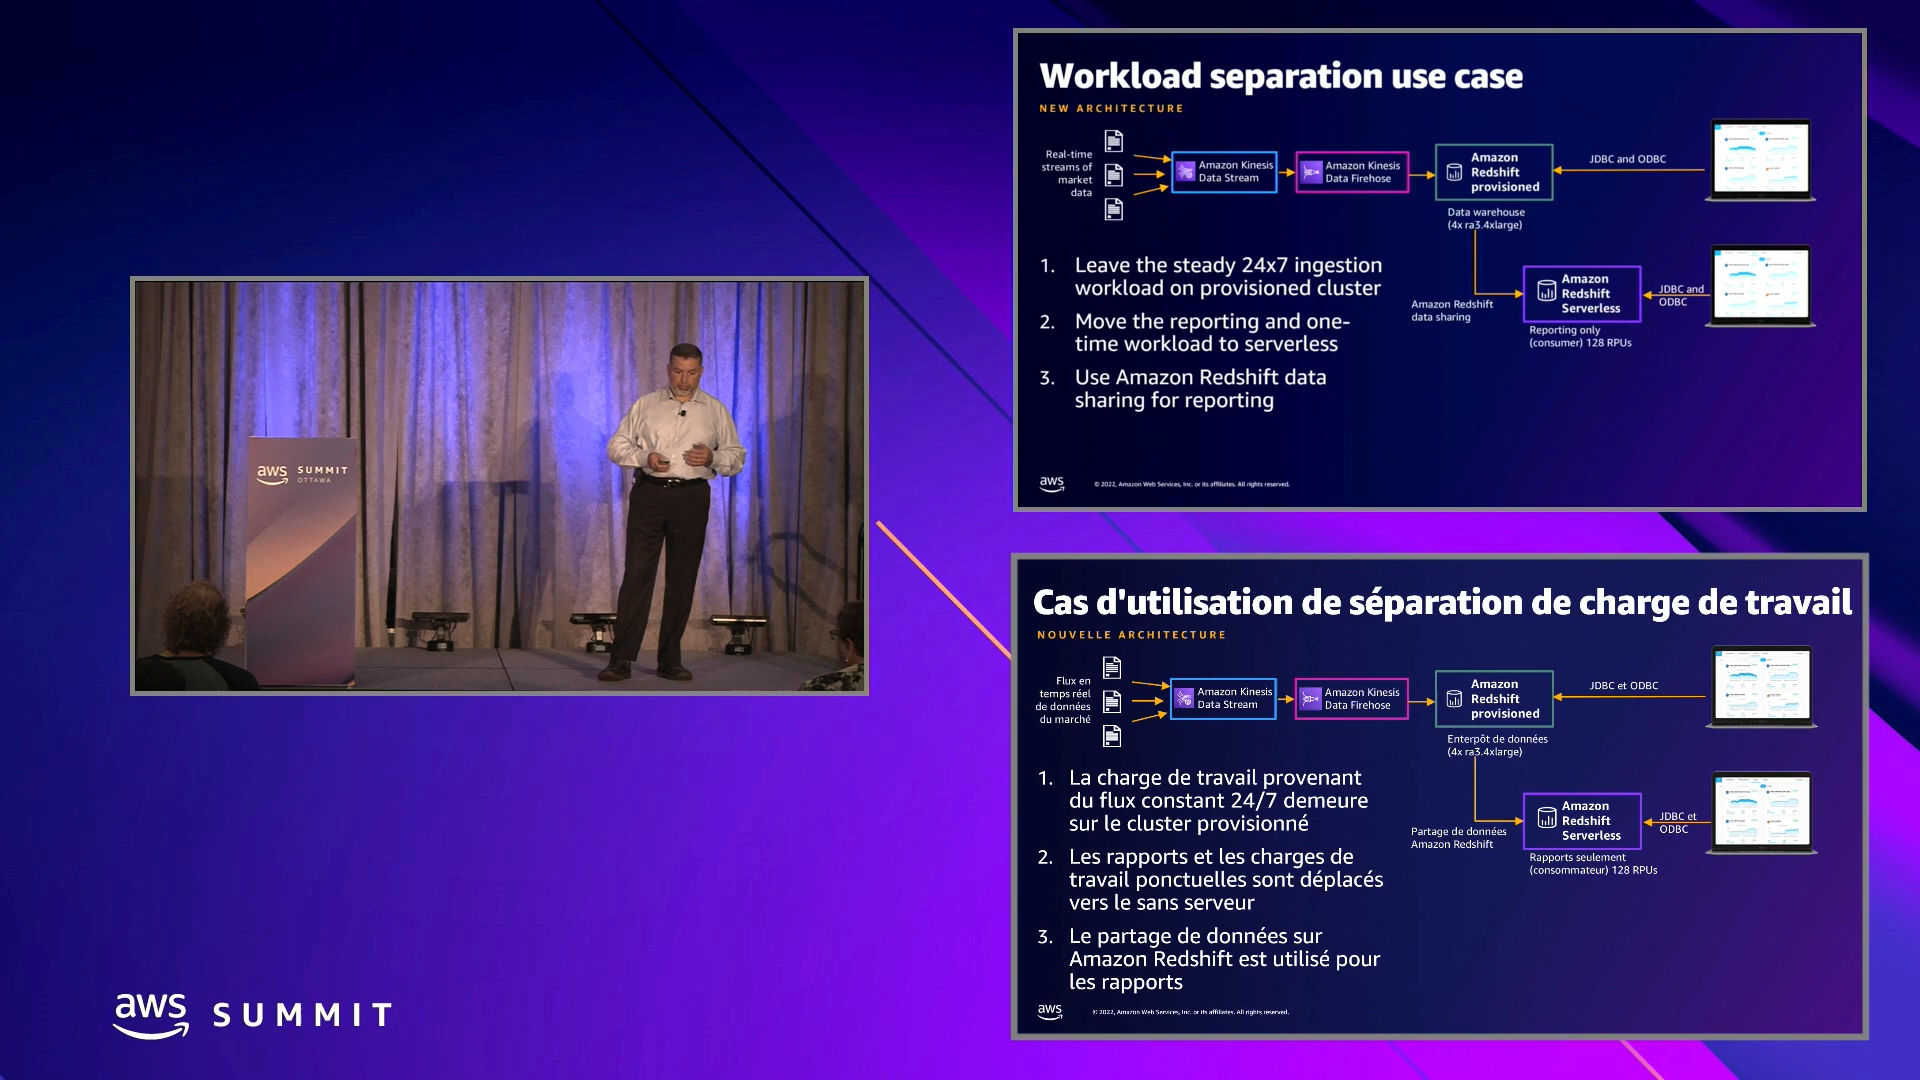 aws SUMMIT
OTTAWA
aws SUMMIT
Workload separation use case
NEW ARCHITECTURE
Real-time
streams of
market
data
Amazon Kinesis
Data Stream
Amazon Kinesis
Data Firehose
Amazon
Redshift
provisioned
JDBC and ODBC
Data warehouse
(4x ra3.4xlarge)
Amazon Redshift
data sharing
Amazon
Redshift
Serverless
JDBC and
ODBC
Reporting only
(consumer) 128 RPUs
1. Leave the steady 24x7 ingestion
workload on provisioned cluster
2. Move the reporting and one-
time workload to serverless
3. Use Amazon Redshift data
sharing for reporting
aws
© 2022, Amazon Web Services, Inc. or its affiliates. All rights reserved.
Cas d'utilisation de séparation de charge de travail
NOUVELLE ARCHITECTURE
Flux en
temps réel
de données
du marché
Amazon Kinesis
Data Stream
Amazon Kinesis
Data Firehose
Amazon
Redshift
provisioned
JDBC et ODBC
Enterpôt de données
(4x ra3.4xlarge)
Partage de données
Amazon Redshift
Amazon
Redshift
Serverless
JDBC et
ODBC
Rapports seulement
(consommateur) 128 RPUs
1. La charge de travail provenant
du flux constant 24/7 demeure
sur le cluster provisionné
2. Les rapports et les charges de
travail ponctuelles sont déplacés
vers le sans serveur
3. Le partage de données sur
Amazon Redshift est utilisé pour
les rapports
aws
© 2022, Amazon Web Services, Inc. or its affiliates. All rights reserved.